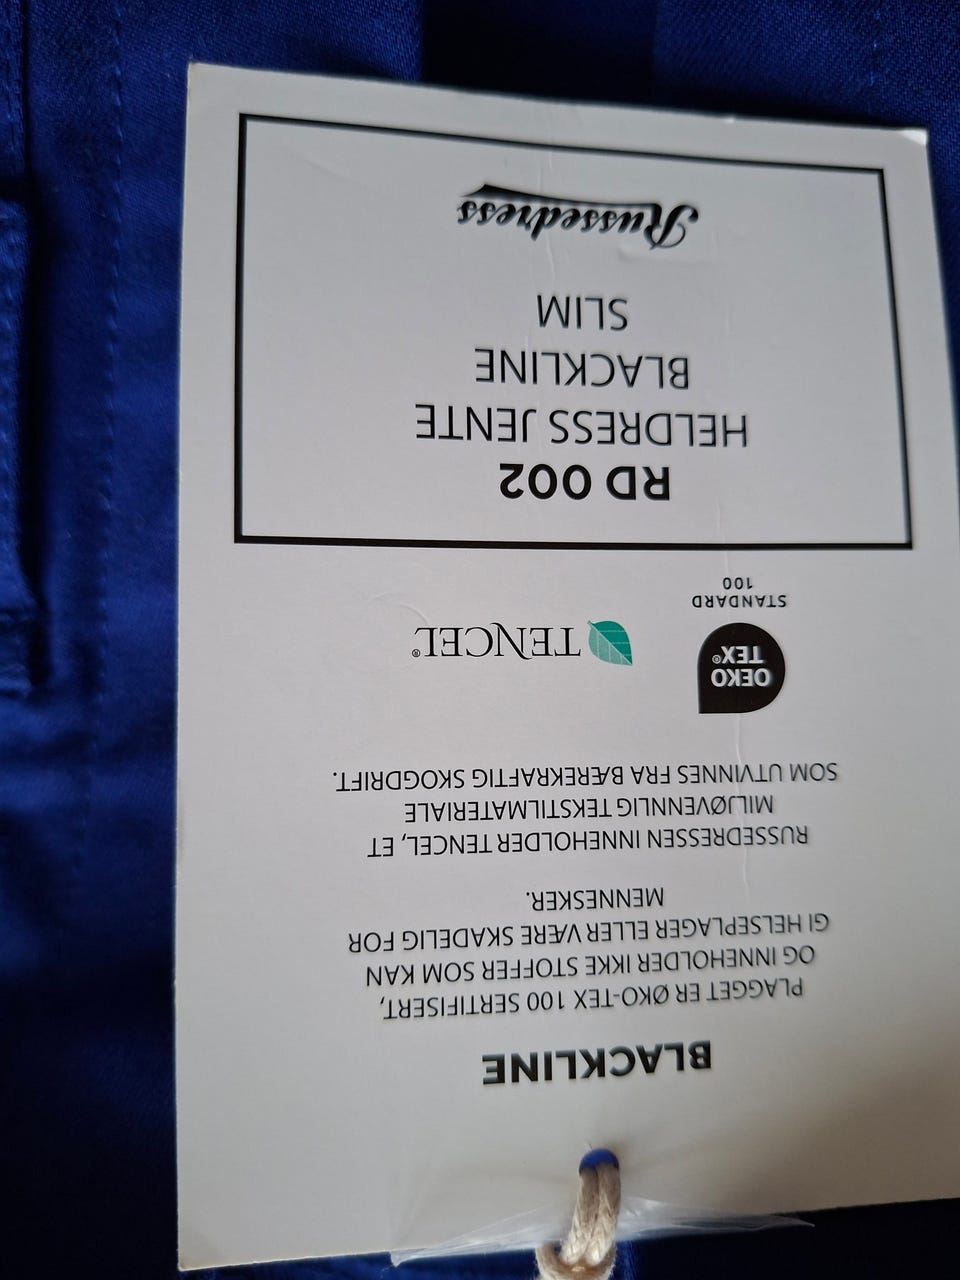 BLACKLINE
PLAGGET ER ØKO-TEX 100 SERTIFISERT,
OG INNEHOLDER IKKE STOFFER SOM KAN
GI HELSEPLAGER ELLER VÆRE SKADELIG FOR
MENNESKER.
RUSSEDRESSEN INNEHOLDER TENCEL, ET
MILJØVENNLIG TEKSTILMATERIALE
SOM UTVINNES FRA BÆREKRAFTIG SKOGDRIFT.
OEKO
TEX®
STANDARD
100
TENCEL®
RD 002
HELDRESS JENTE
BLACKLINE
SLIM
Russedress